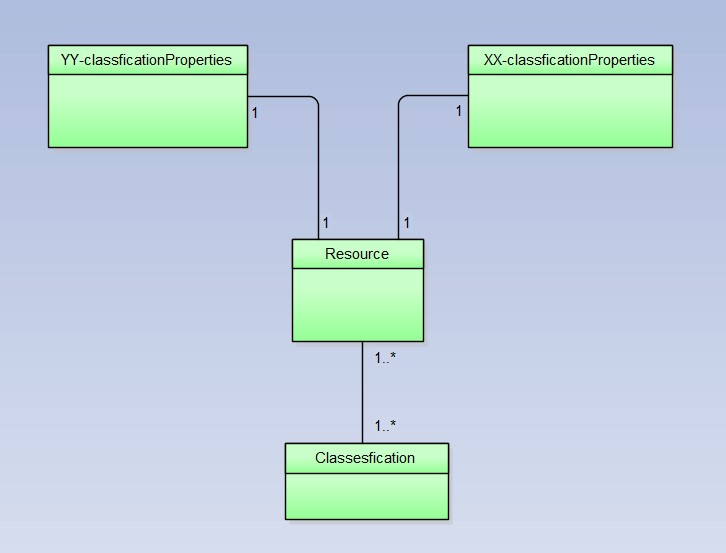 YY-classficationProperties
XX-classficationProperties
1
1
1
1
Resource
1..*
1..*
Classesfication